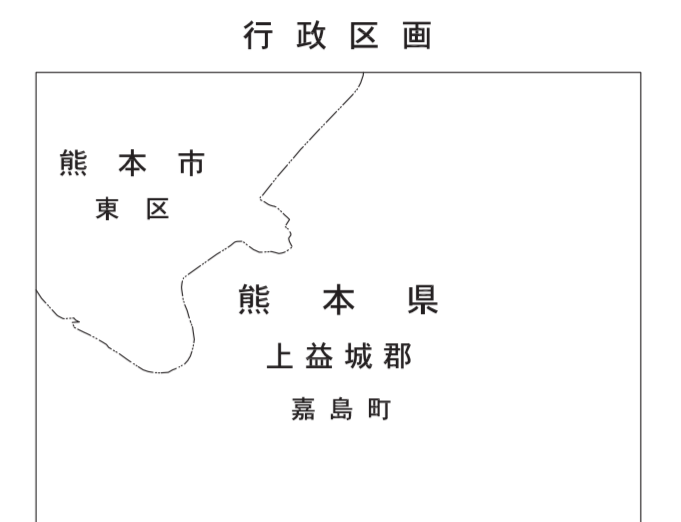 行政区画
熊本市
東区
熊本県
上益城郡
嘉島町